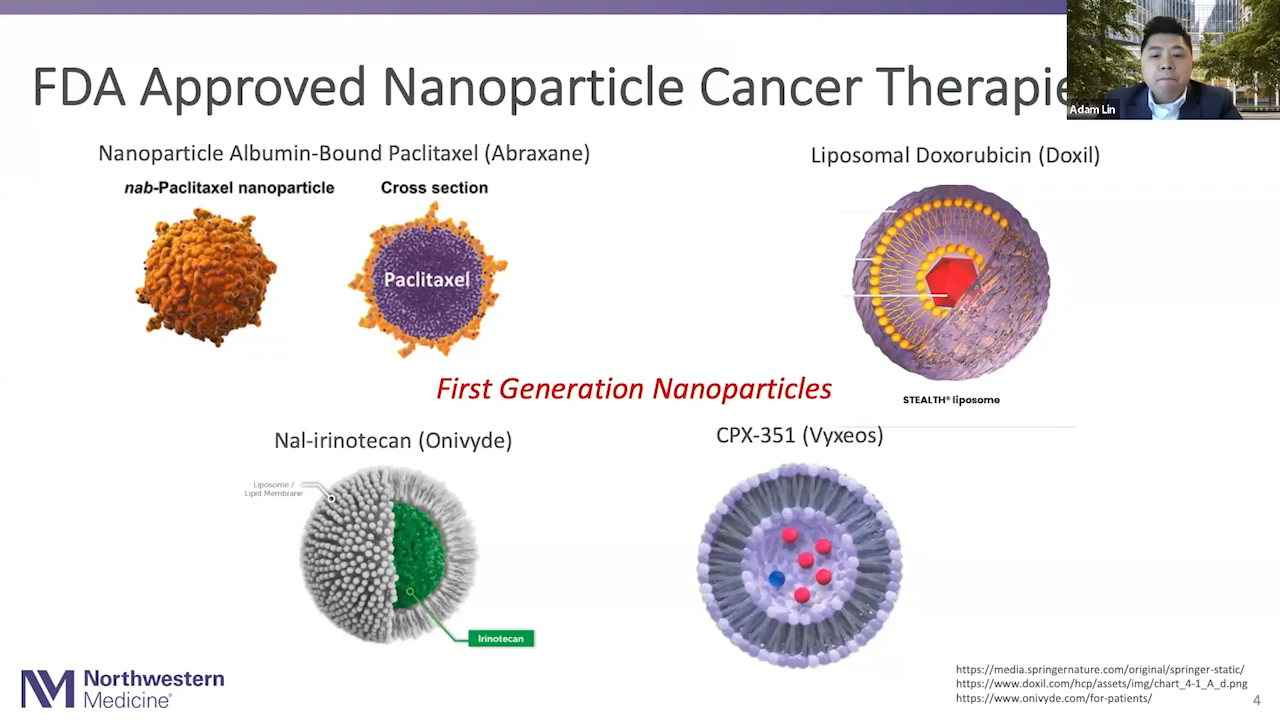 FDA Approved Nanoparticle Cancer Therapie
Adam Lin
Nanoparticle Albumin-Bound Paclitaxel (Abraxane)
Liposomal Doxorubicin (Doxil)
nab-Paclitaxel nanoparticle
Cross section
Paclitaxel
STEALTH® liposome
First Generation Nanoparticles
Nal-irinotecan (Onivyde)
CPX-351 (Vyxeos)
Liposome /
Lipid Membrane
Irinotecan
Northwestern
Medicine®
https://media.springernature.com/original/springer-static/
https://www.doxil.com/hcp/assets/img/chart_4-1_A_d.png
https://www.onivyde.com/for-patients/
4